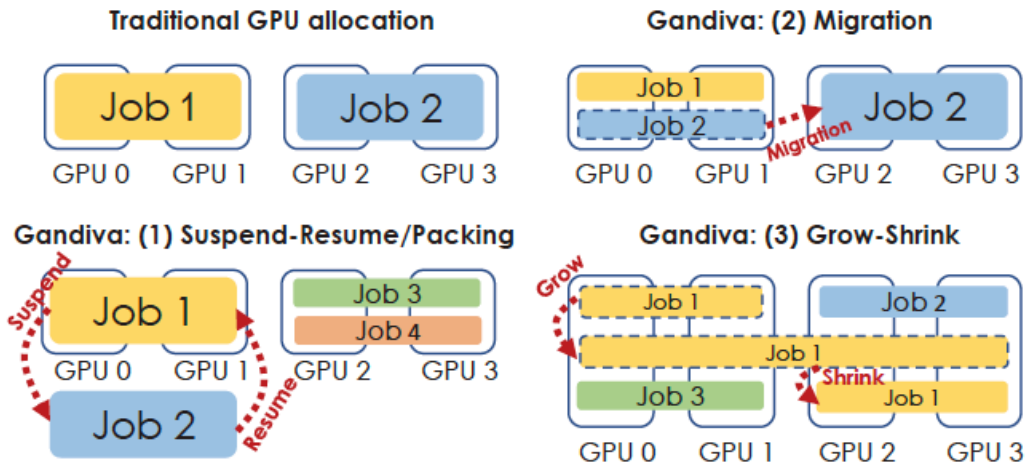 Traditional GPU allocation
Job 1
Job 2
GPU 0
GPU 1
GPU 2
GPU 3
Gandiva: (2) Migration
Job 1
Job 2
Migration
Job 2
GPU 0
GPU 1
GPU 2
GPU 3
Gandiva: (1) Suspend-Resume/Packing
Suspend
Job 1
Job 3
Job 4
GPU 0
GPU 1
GPU 2
GPU 3
Job 2
Resume
Gandiva: (3) Grow-Shrink
Grow
Job 1
Job 2
Job 1
Shrink
Job 3
Job 1
GPU 0
GPU 1
GPU 2
GPU 3